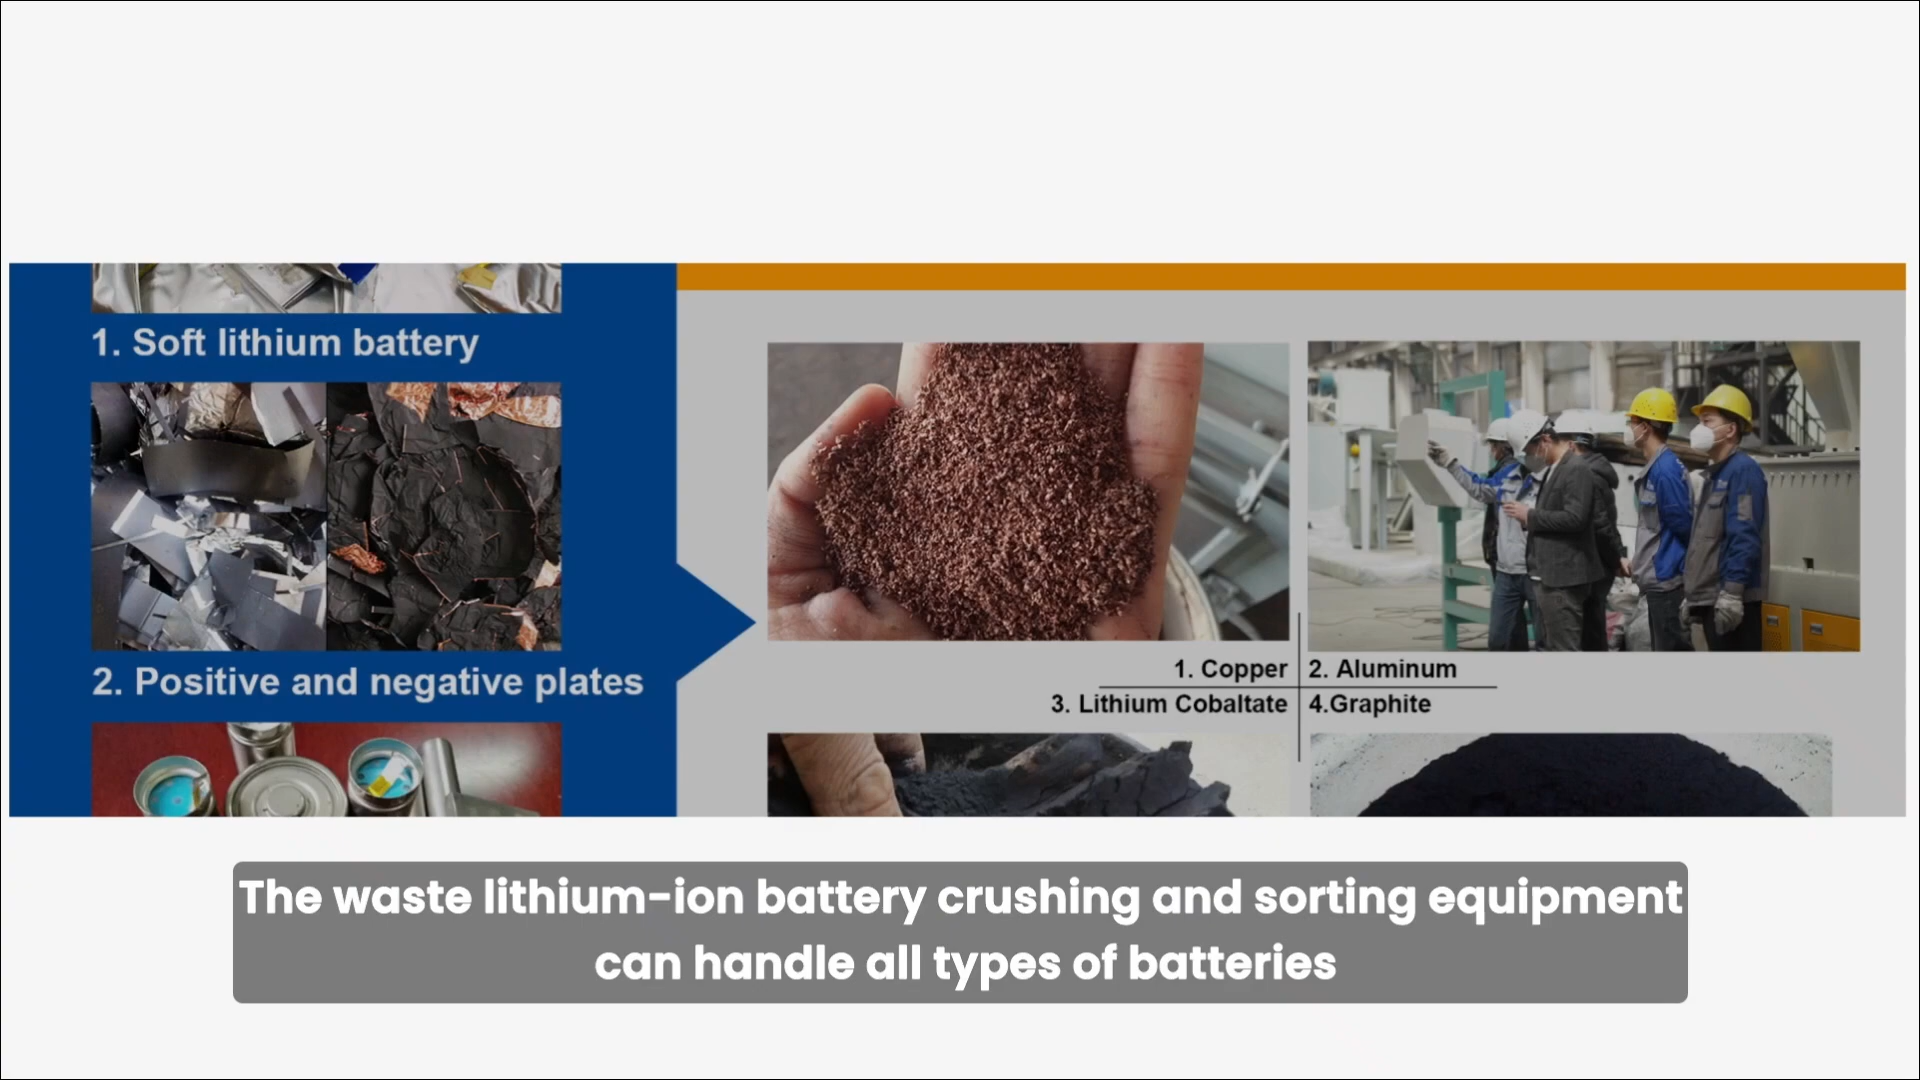 1. Soft lithium battery
2. Positive and negative plates
1. Copper
2. Aluminum
3. Lithium Cobaltate
4.Graphite
The waste lithium-ion battery crushing and sorting equipment
can handle all types of batteries